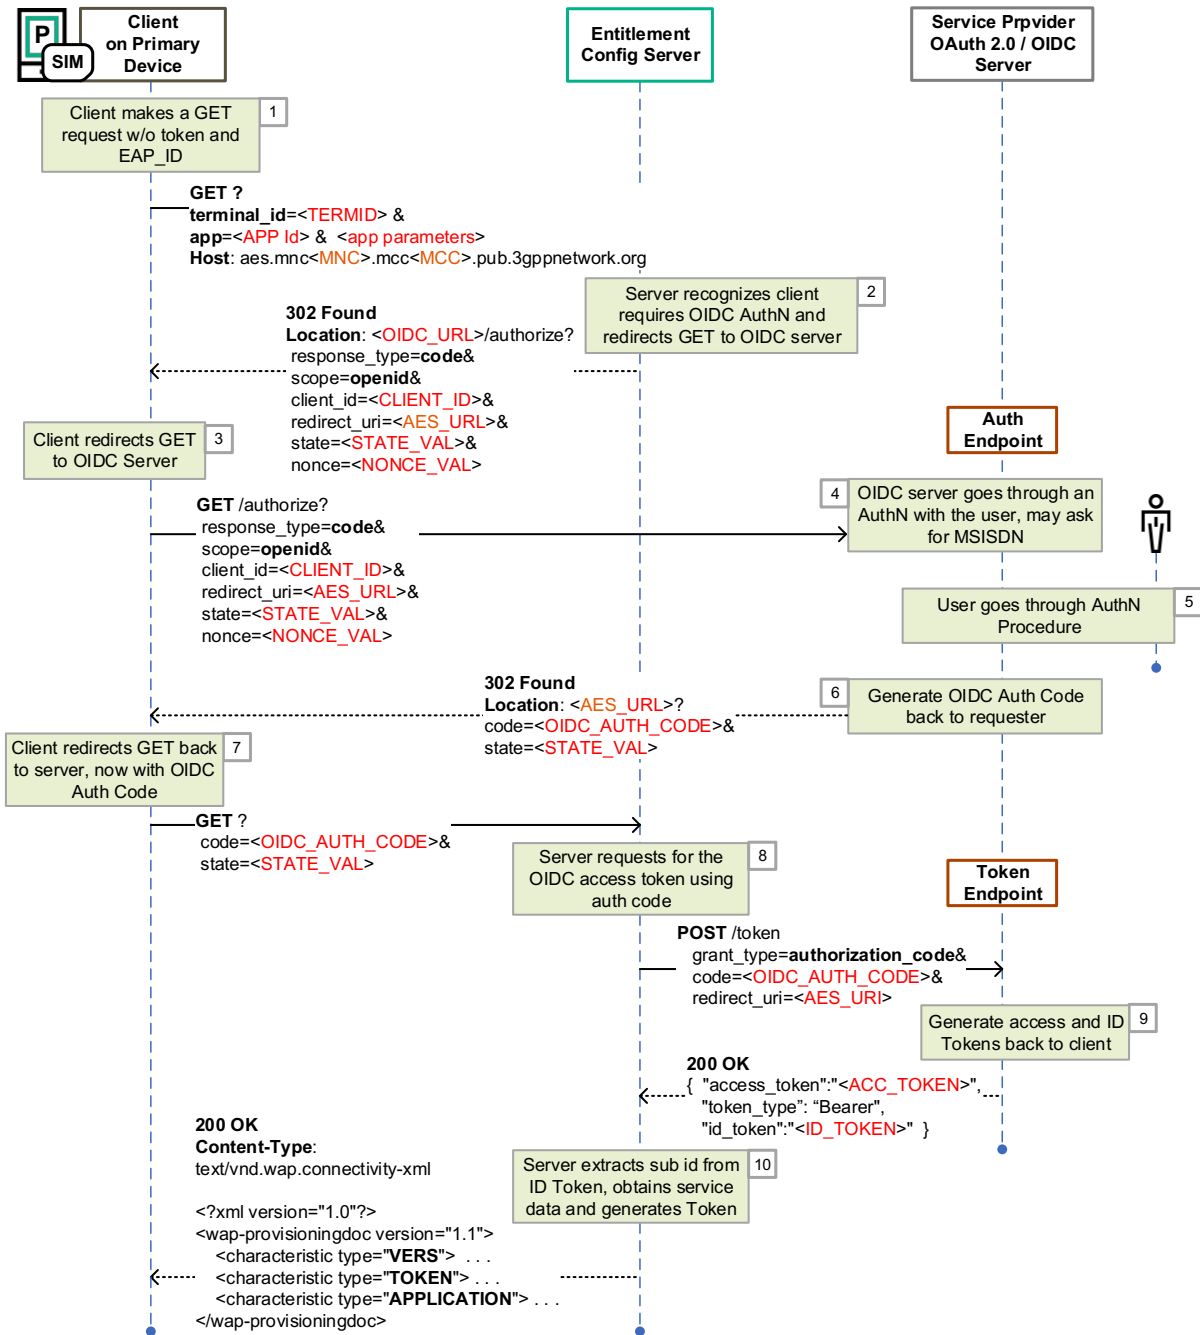 P
SIM
Client
on Primary
Device
Entitlement
Config Server
Service Prpvider
OAuth 2.0 / OIDC
Server
Client makes a GET
request w/o token and
EAP_ID
1
GET ?
terminal_id=<TERMID> &
app=<APP Id> & <app parameters>
Host: aes.mnc<MNC>.mcc<MCC>.pub.3gppnetwork.org
Server recognizes client
requires OIDC AuthN and
redirects GET to OIDC server
2
302 Found
Location: <OIDC_URL>/authorize?
response_type=code&
scope=openid&
client_id=<CLIENT_ID>&
redirect_uri=<AES_URL>&
state=<STATE_VAL>&
nonce=<NONCE_VAL>
Client redirects GET
to OIDC Server
3
Auth
Endpoint
GET /authorize?
response_type=code&
scope=openid&
client_id=<CLIENT_ID>&
redirect_uri=<AES_URL>&
state=<STATE_VAL>&
nonce=<NONCE_VAL>
4
OIDC server goes through an
AuthN with the user, may ask
for MSISDN
User goes through AuthN
Procedure
5
302 Found
Location: <AES_URL>?
code=<OIDC_AUTH_CODE>&
state=<STATE_VAL>
6
Generate OIDC Auth Code
back to requester
Client redirects GET back
to server, now with OIDC
Auth Code
7
GET ?
code=<OIDC_AUTH_CODE>&
state=<STATE_VAL>
Server requests for the
OIDC access token using
auth code
8
Token
Endpoint
POST /token
grant_type=authorization_code&
code=<OIDC_AUTH_CODE>&
redirect_uri=<AES_URI>
Generate access and ID
Tokens back to client
9
200 OK
{ "access_token":"<ACC_TOKEN>",
"token_type”: “Bearer",
"id_token":"<ID_TOKEN>" }
Server extracts sub id from
ID Token, obtains service
data and generates Token
10
200 OK
Content-Type:
text/vnd.wap.connectivity-xml
<?xml version="1.0"?>
<wap-provisioningdoc version="1.1">
<characteristic type="VERS"> . . .
<characteristic type="TOKEN"> . . .
<characteristic type="APPLICATION"> . . .
</wap-provisioningdoc>